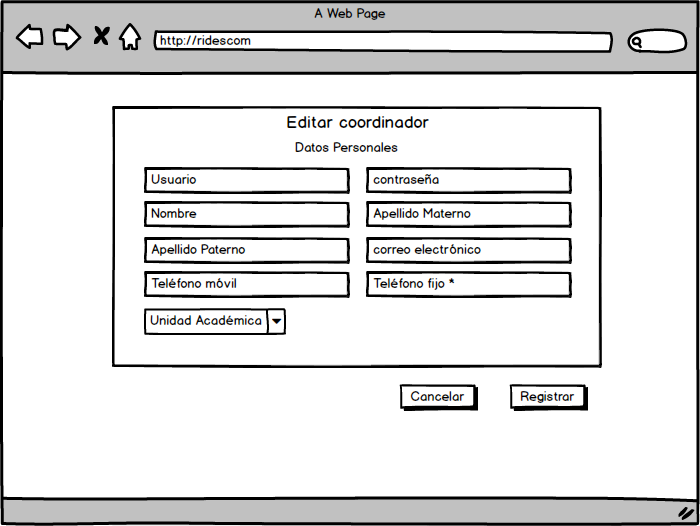 A Web Page
http://ridescom
Editar coordinador
Datos Personales
Usuario
contraseña
Nombre
Apellido Materno
Apellido Paterno
correo electrónico
Teléfono móvil
Teléfono fijo *
Unidad Académica
Cancelar
Registrar